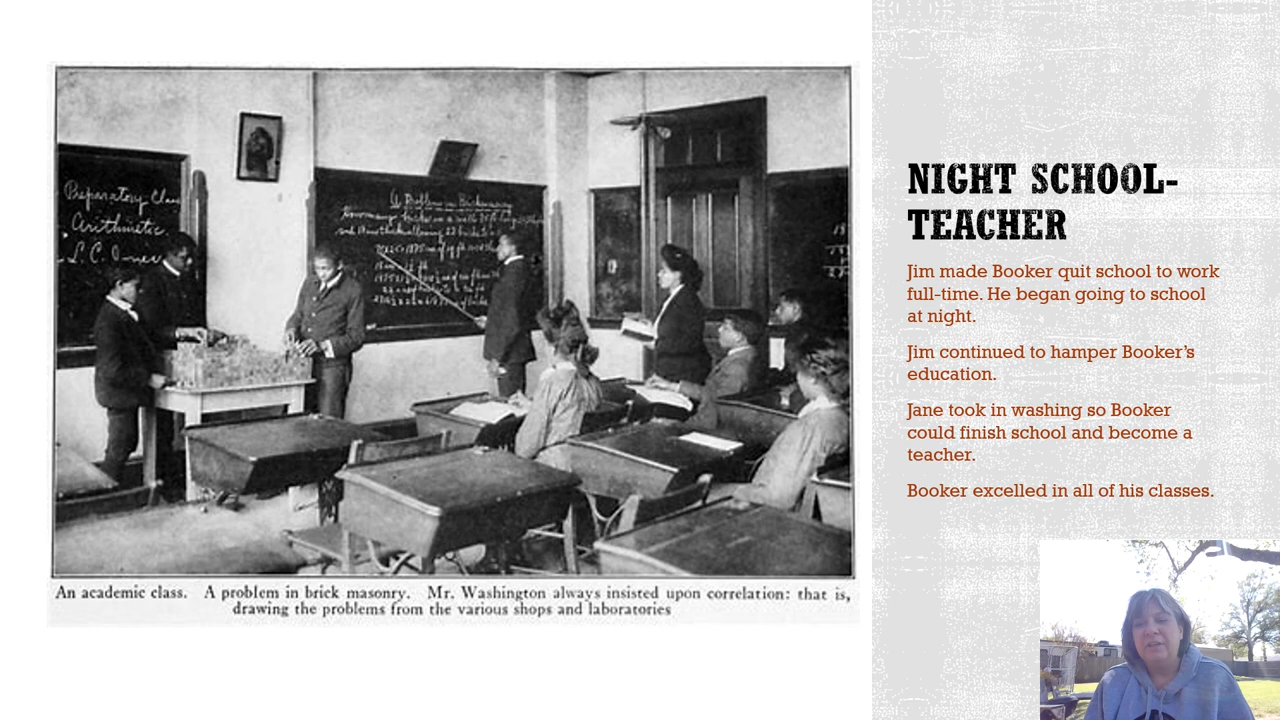 Preparatory Class
Arithmetic
A Problem in Brickmasonry
An academic class. A problem in brick masonry. Mr. Washington always insisted upon correlation: that is,
drawing the problems from the various shops and laboratories
NIGHT SCHOOL-
TEACHER
Jim made Booker quit school to work
full-time. He began going to school
at night.
Jim continued to hamper Booker’s
education.
Jane took in washing so Booker
could finish school and become a
teacher.
Booker excelled in all of his classes.